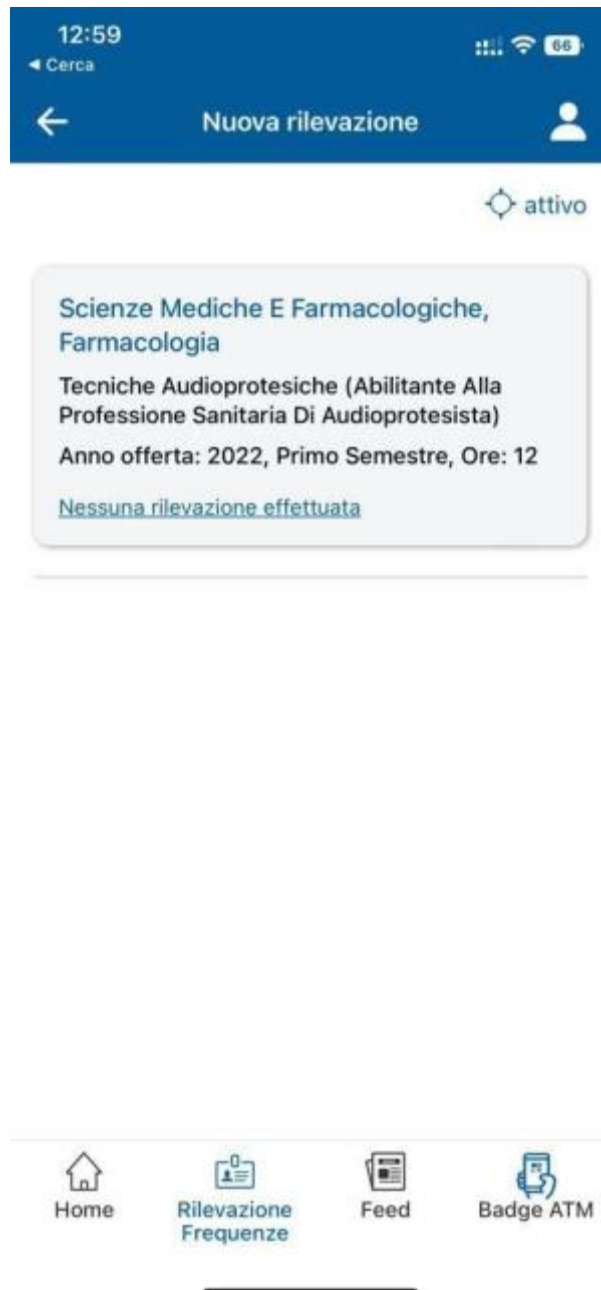 12:59
66
Cerca
Nuova rilevazione
attivo
Scienze Mediche E Farmacologiche,
Farmacologia
Tecniche Audioprotesiche (Abilitante Alla
Professione Sanitaria Di Audioprotesista)
Anno offerta: 2022, Primo Semestre, Ore: 12
Nessuna rilevazione effettuata
Home
Rilevazione
Frequenze
Feed
Badge ATM